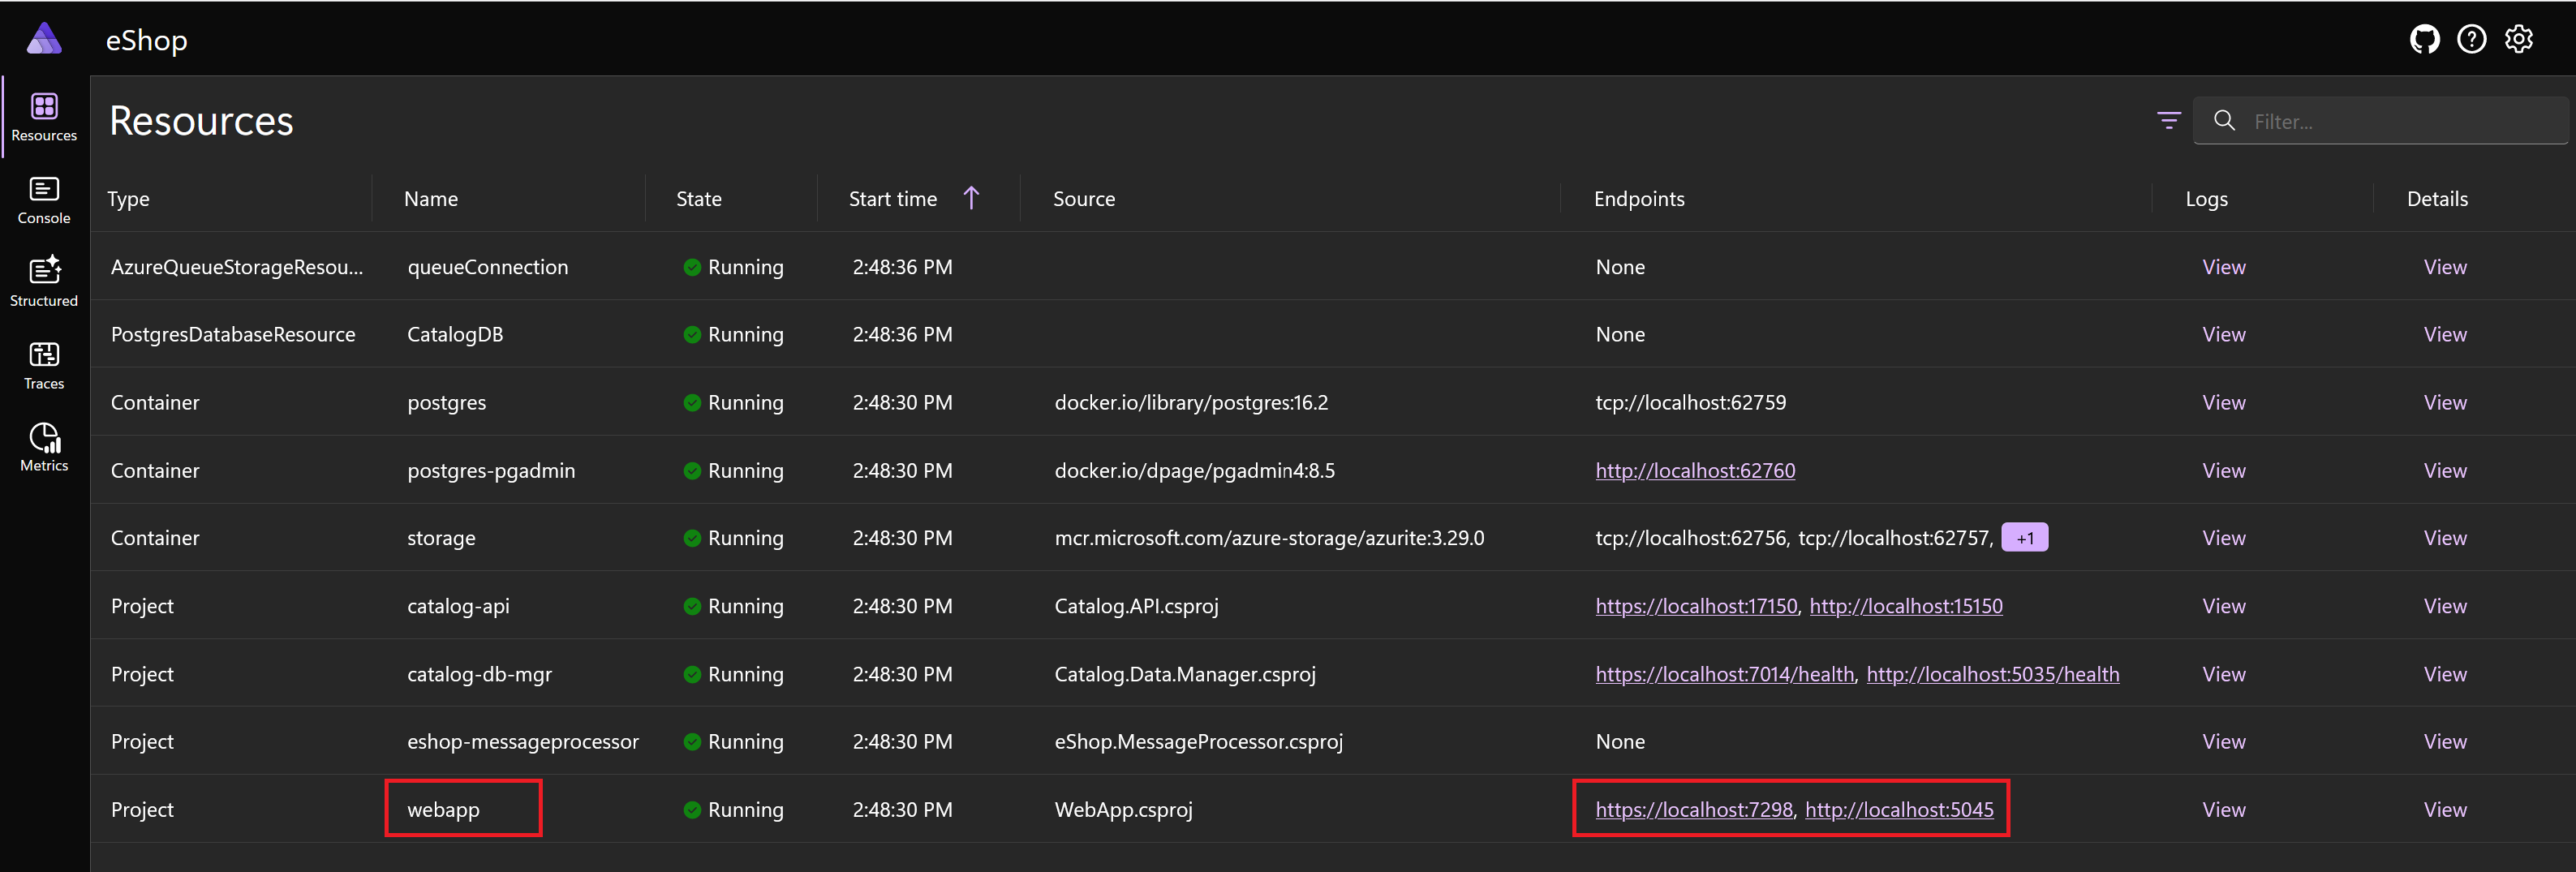 eShop
Resources
Console
Structured
Traces
Metrics
Resources
Filter...
Type Name State Start time Source Endpoints Logs Details
AzureQueueStorageResou... queueConnection Running 2:48:36 PM None View View
PostgresDatabaseResource CatalogDB Running 2:48:36 PM None View View
Container postgres Running 2:48:30 PM docker.io/library/postgres:16.2 tcp://localhost:62759 View View
Container postgres-pgadmin Running 2:48:30 PM docker.io/dpage/pgadmin4:8.5 http://localhost:62760 View View
Container storage Running 2:48:30 PM mcr.microsoft.com/azure-storage/azurite:3.29.0 tcp://localhost:62756, tcp://localhost:62757, +1 View View
Project catalog-api Running 2:48:30 PM Catalog.API.csproj https://localhost:17150, http://localhost:15150 View View
Project catalog-db-mgr Running 2:48:30 PM Catalog.Data.Manager.csproj https://localhost:7014/health, http://localhost:5035/health View View
Project eshop-messageprocessor Running 2:48:30 PM eShop.MessageProcessor.csproj None View View
Project webapp Running 2:48:30 PM WebApp.csproj https://localhost:7298, http://localhost:5045 View View